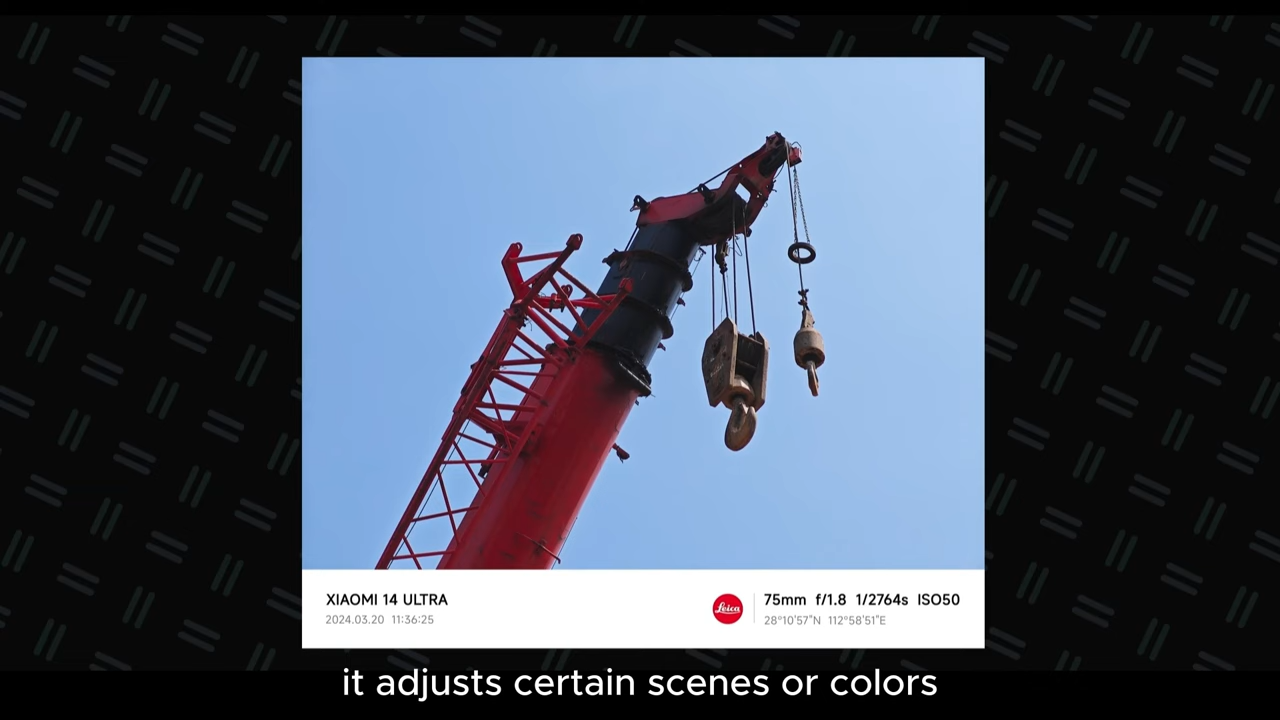 XIAOMI 14 ULTRA
2024.03.20 11:36:25
Leica
75mm f/1.8 1/2764s ISO50
28°10'57"N 112°58'51"E
it adjusts certain scenes or colors